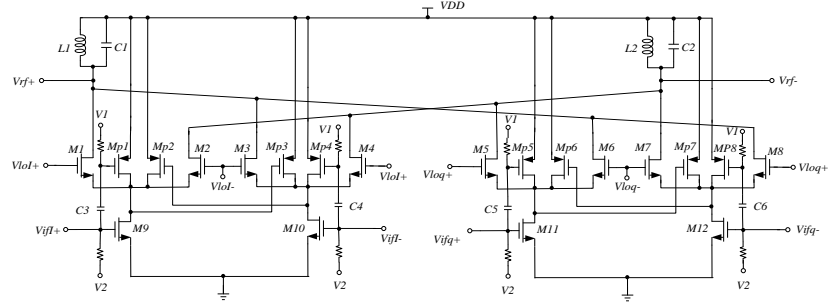 VDD
L1 C1 L2 C2
Vrf+ Vrf-
V1 V1 V1 V1
M1 Mp1 Mp2 M2 M3 Mp3 Mp4 M4 M5 Mp5 Mp6 M6 M7 Mp7 MP8 M8
VloI+ VloI- VloI+ Vloq+ Vloq- Vloq+
C3 C4 C5 C6
VifI+ M9 M10 VifI- Vifq+ M11 M12 Vifq-
V2 V2 V2 V2